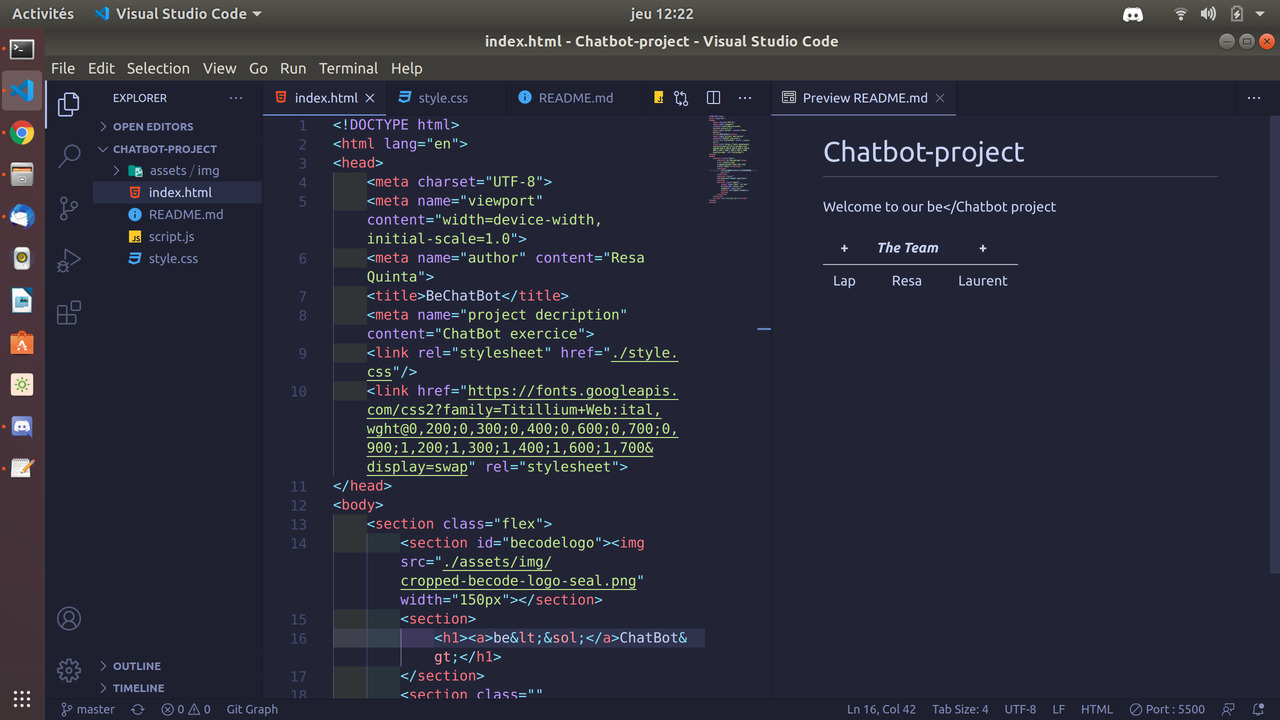 Activités Visual Studio Code jeu 12:22
index.html - Chatbot-project - Visual Studio Code
File Edit Selection View Go Run Terminal Help
EXPLORER
OPEN EDITORS
CHATBOT-PROJECT
assets / img
index.html
README.md
script.js
style.css
OUTLINE
TIMELINE
index.html style.css README.md
1 <!DOCTYPE html>
2 <html lang="en">
3 <head>
4 <meta charset="UTF-8">
5 <meta name="viewport"
content="width=device-width,
initial-scale=1.0">
6 <meta name="author" content="Resa
Quinta">
7 <title>BeChatBot</title>
8 <meta name="project decription"
content="ChatBot exercice">
9 <link rel="stylesheet" href="./style.
css"/>
10 <link href="https://fonts.googleapis.
com/css2?family=Titillium+Web:ital,
wght@0,200;0,300;0,400;0,600;0,700;0,
900;1,200;1,300;1,400;1,600;1,700&
display=swap" rel="stylesheet">
11 </head>
12 <body>
13 <section class="flex">
14 <section id="becodelogo"><img
src="./assets/img/
cropped-becode-logo-seal.png"
width="150px"></section>
15 <section>
16 <h1><a>be&lt;&sol;</a>ChatBot&
gt;</h1>
17 </section>
18 <section class=""
Preview README.md
Chatbot-project
Welcome to our be</Chatbot project
+ The Team +
Lap Resa Laurent
master 0 0 Git Graph Ln 16, Col 42 Tab Size: 4 UTF-8 LF HTML Port : 5500